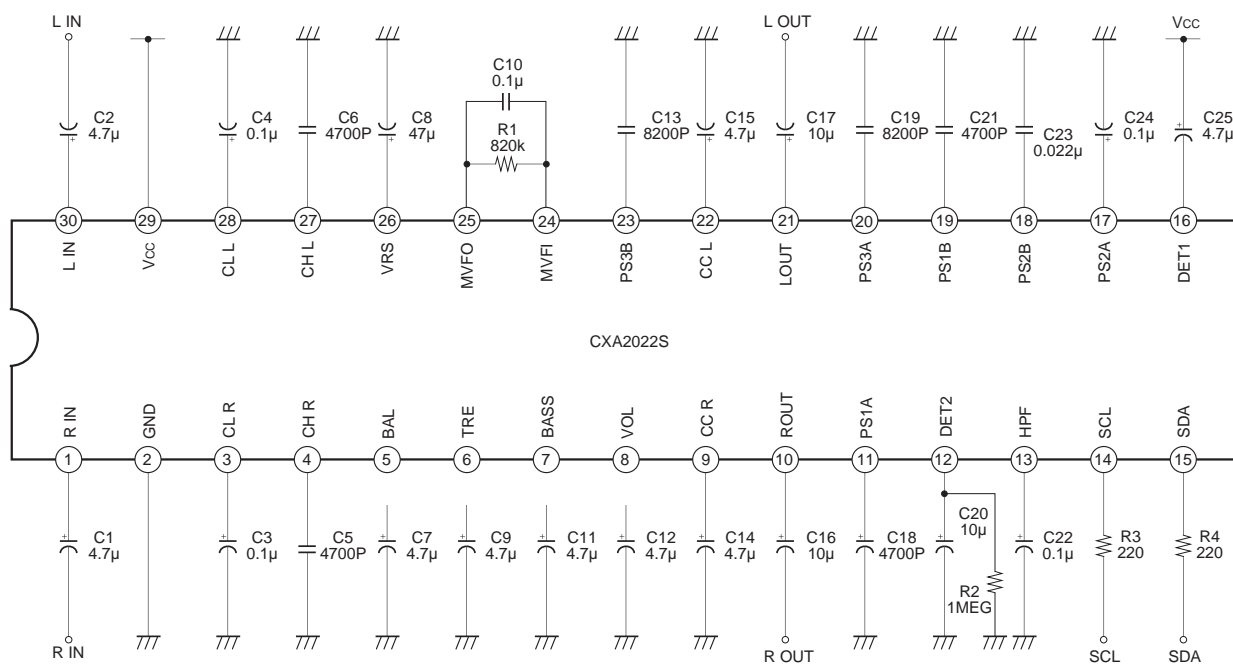 L IN
L OUT
Vcc
C10
0.1μ
R1
820k
C2
4.7μ
C4
0.1μ
C6
4700P
C8
47μ
C13
8200P
C15
4.7μ
C17
10μ
C19
8200P
C21
4700P
C23
0.022μ
C24
0.1μ
C25
4.7μ
30 29 28 27 26 25 24 23 22 21 20 19 18 17 16
L IN
Vcc
CL L
CH L
VRS
MVFO
MVFI
PS3B
CC L
LOUT
PS3A
PS1B
PS2B
PS2A
DET1
CXA2022S
R IN
GND
CL R
CH R
BAL
TRE
BASS
VOL
CC R
ROUT
PS1A
DET2
HPF
SCL
SDA
1 2 3 4 5 6 7 8 9 10 11 12 13 14 15
C1
4.7μ
C3
0.1μ
C5
4700P
C7
4.7μ
C9
4.7μ
C11
4.7μ
C12
4.7μ
C14
4.7μ
C16
10μ
C18
4700P
C20
10μ
R2
1MEG
C22
0.1μ
R3
220
R4
220
R IN
R OUT
SCL
SDA